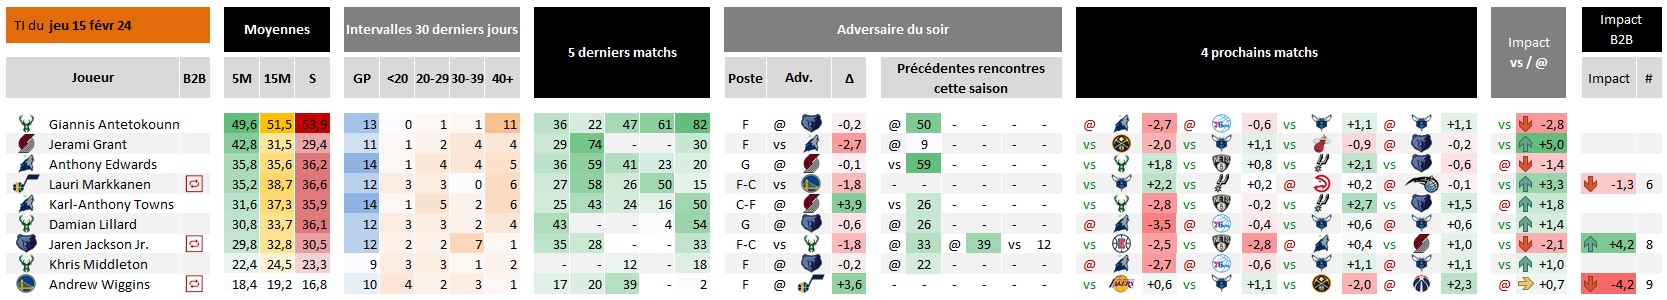 TI du jeu 15 févr 24 Moyennes Intervalles 30 derniers jours 5 derniers matchs Adversaire du soir 4 prochains matchs Impact vs / @ Impact B2B
Joueur B2B 5M 15M S GP <20 20-29 30-39 40+ Poste Adv. Δ Précédentes rencontres cette saison Impact #
Giannis Antetokounn 49,6 51,5 53,9 13 0 1 1 11 36 22 47 61 82 F @ -0,2 @ 50 - - - - @ -2,7 @ 76ers -0,6 vs +1,1 @ +1,1 vs -2,8
Jerami Grant 42,8 31,5 29,4 11 1 2 4 4 29 74 - - 30 F vs -2,7 @ 9 - - - - vs -2,0 vs +1,1 vs -0,9 @ -0,2 vs +5,0
Anthony Edwards 35,8 35,6 36,2 14 1 4 4 5 36 59 41 23 20 G @ -0,1 vs 59 - - - - vs +1,8 vs NETS +0,8 vs +2,1 vs -0,8 @ -1,4
Lauri Markkanen 35,2 38,7 36,6 12 3 3 0 6 27 58 26 50 15 F-C vs -1,8 - - - - - - vs +2,2 vs +0,2 @ +0,2 @ -0,1 vs +3,3 -1,3 6
Karl-Anthony Towns 31,6 37,3 35,9 14 1 5 2 6 25 43 24 16 50 C-F @ +3,9 vs 26 - - - - vs -2,8 vs NETS -0,2 vs +2,7 vs +1,5 @ +1,8
Damian Lillard 30,8 33,7 36,1 12 3 3 2 4 43 - - 4 54 G @ -0,6 @ 26 - - - - @ -3,5 @ 76ers -0,4 vs +0,6 @ +0,6 vs +1,4
Jaren Jackson Jr. 29,8 32,8 30,5 12 2 2 7 1 35 28 - - 33 F-C vs -1,8 @ 33 @ 39 vs 12 vs -2,5 vs NETS -2,8 @ +0,4 vs +1,0 vs -2,1 +4,2 8
Khris Middleton 22,4 24,5 23,3 9 3 3 1 2 - - 12 - 18 F @ -0,2 @ 22 - - - - @ -2,7 @ 76ers -0,6 vs +1,1 @ +1,1 vs +1,0
Andrew Wiggins 18,4 19,2 16,8 10 4 2 3 1 17 20 39 - 2 F @ +3,6 - - - - - - vs LAKERS +0,6 vs +1,1 vs -2,0 @ +2,3 @ +0,7 -4,2 9